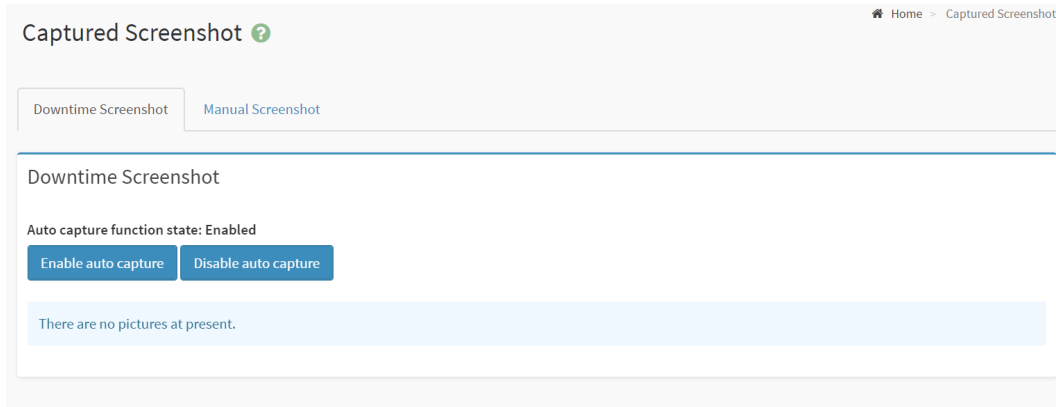 Home > Captured Screenshot
Captured Screenshot ?
Downtime Screenshot Manual Screenshot
Downtime Screenshot
Auto capture function state: Enabled
Enable auto capture Disable auto capture
There are no pictures at present.